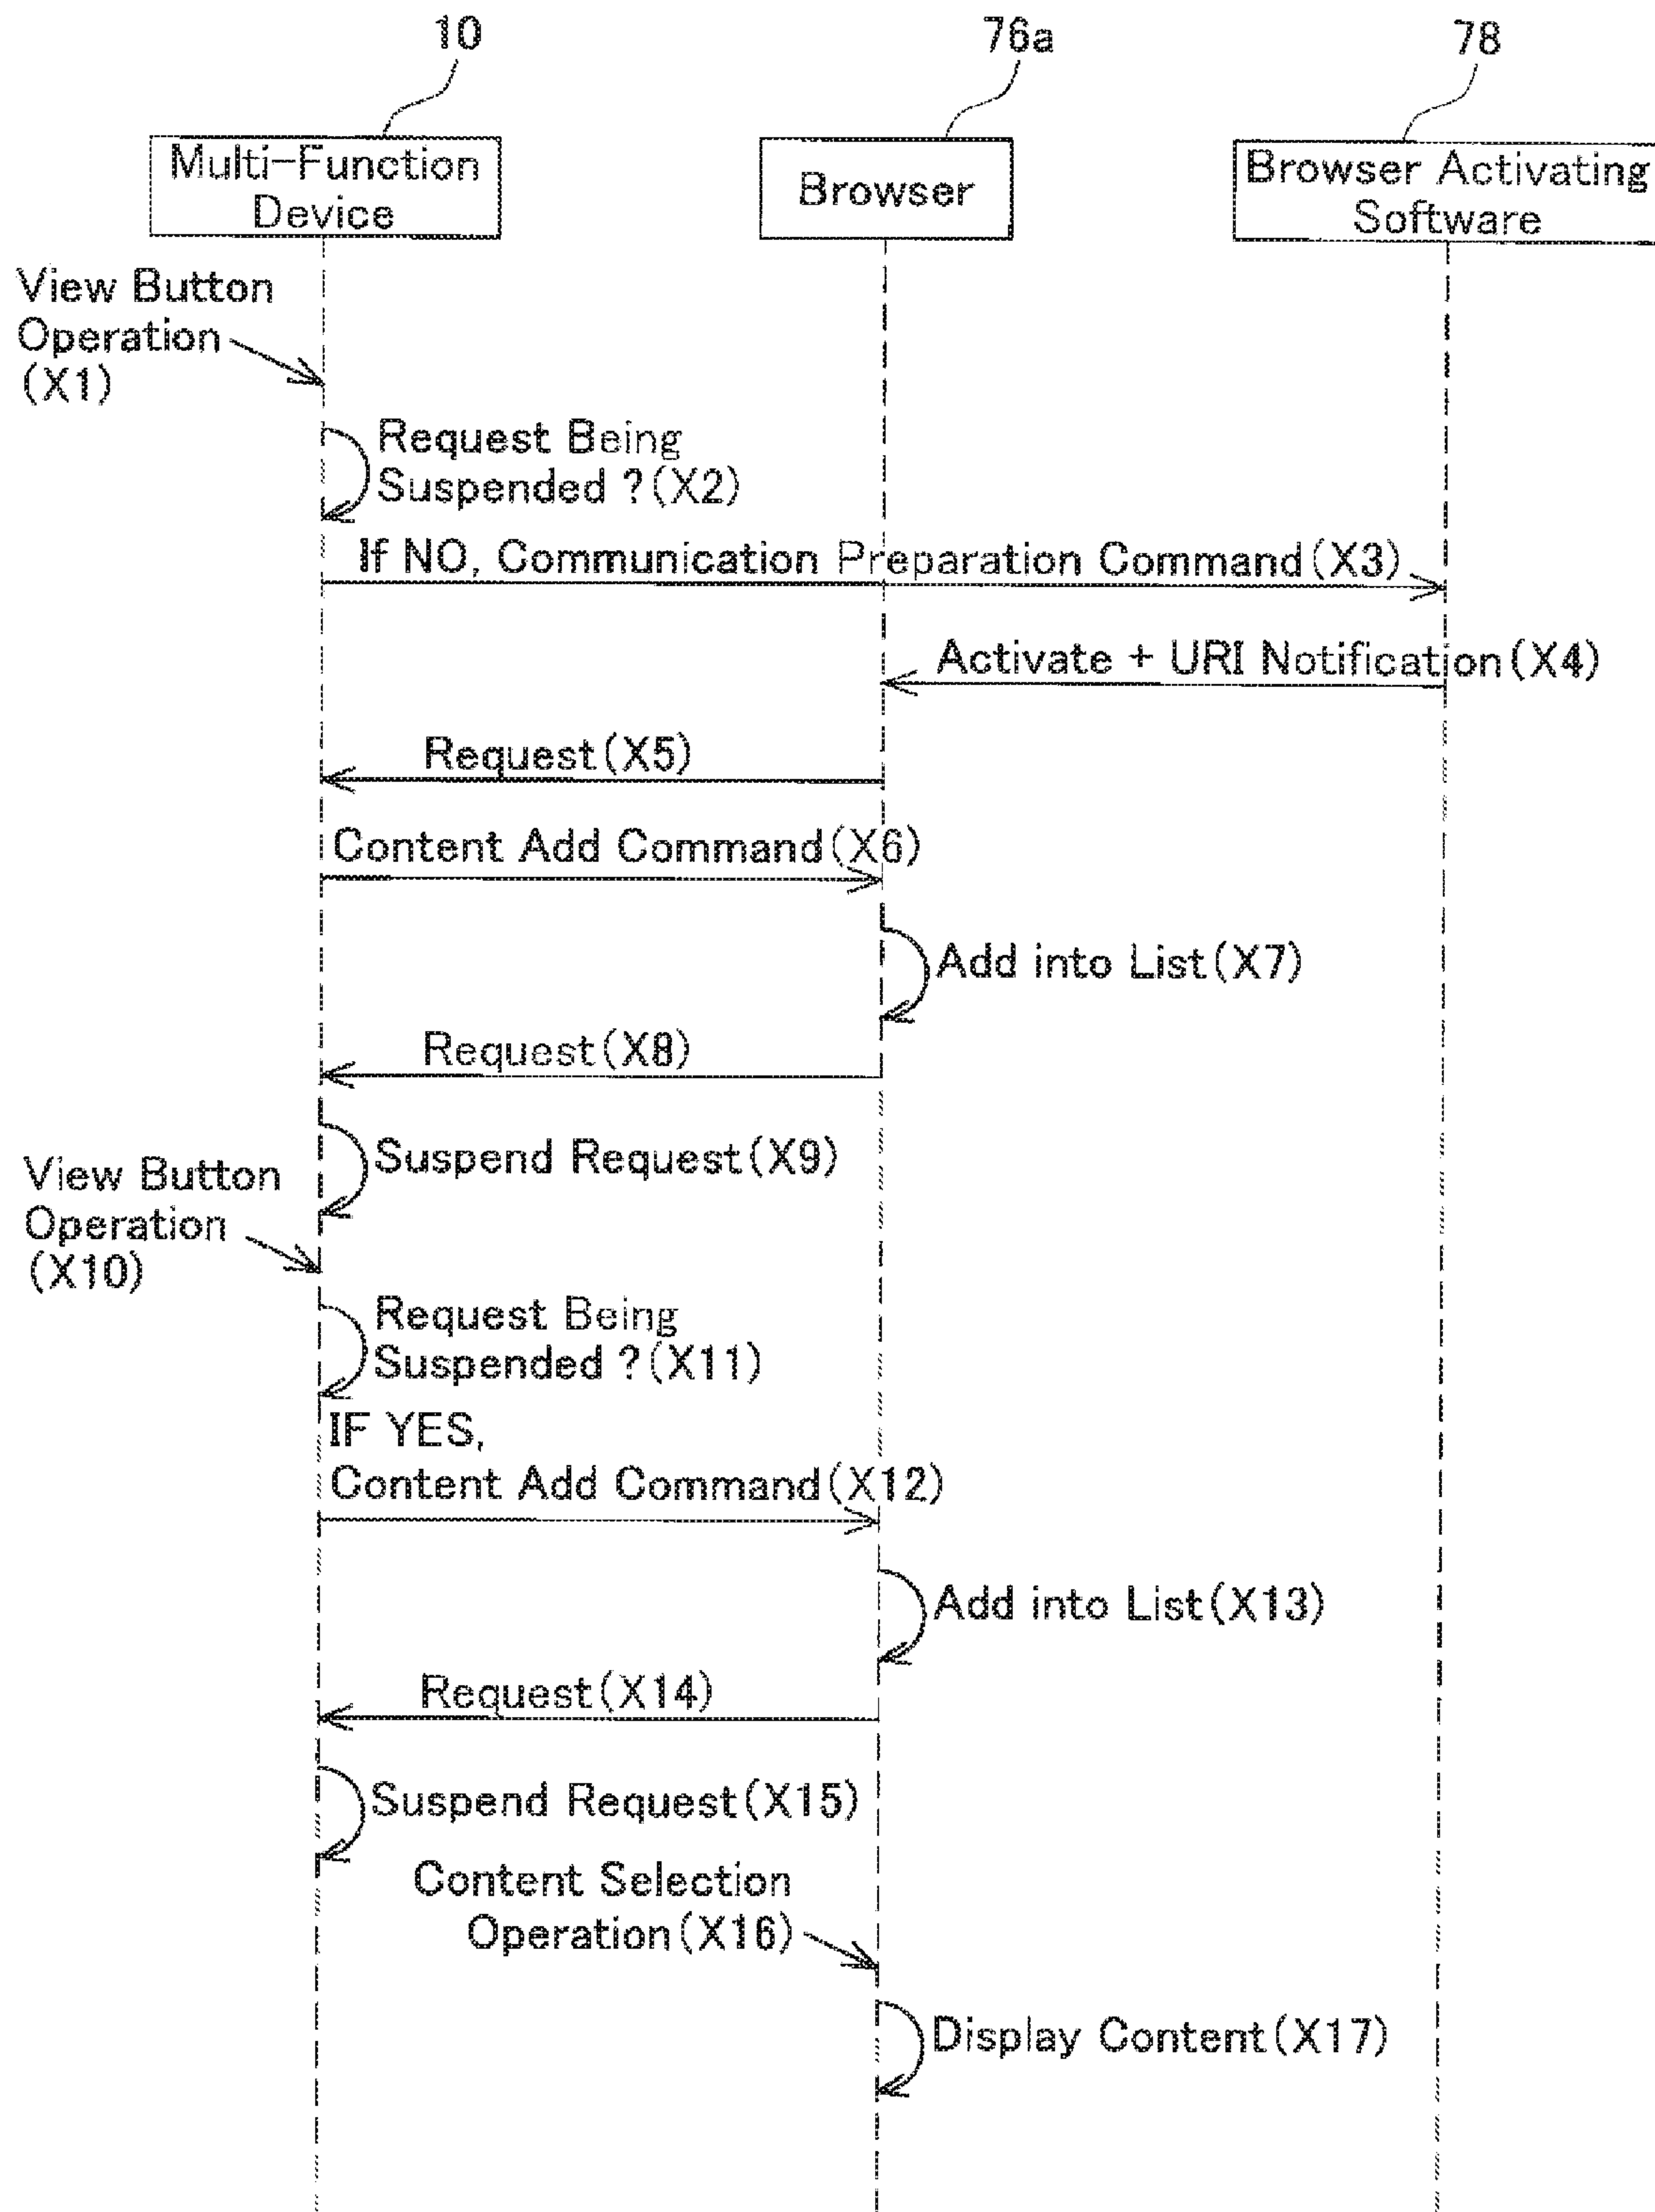 10
76a
78
Multi-Function
Device
Browser
Browser Activating
Software
View Button
Operation
(X1)
Request Being
Suspended ?(X2)
If NO, Communication Preparation Command(X3)
Activate + URI Notification(X4)
Request(X5)
Content Add Command(X6)
Add into List(X7)
Request(X8)
Suspend Request(X9)
View Button
Operation
(X10)
Request Being
Suspended ?(X11)
IF YES,
Content Add Command(X12)
Add into List(X13)
Request(X14)
Suspend Request(X15)
Content Selection
Operation(X16)
Display Content(X17)